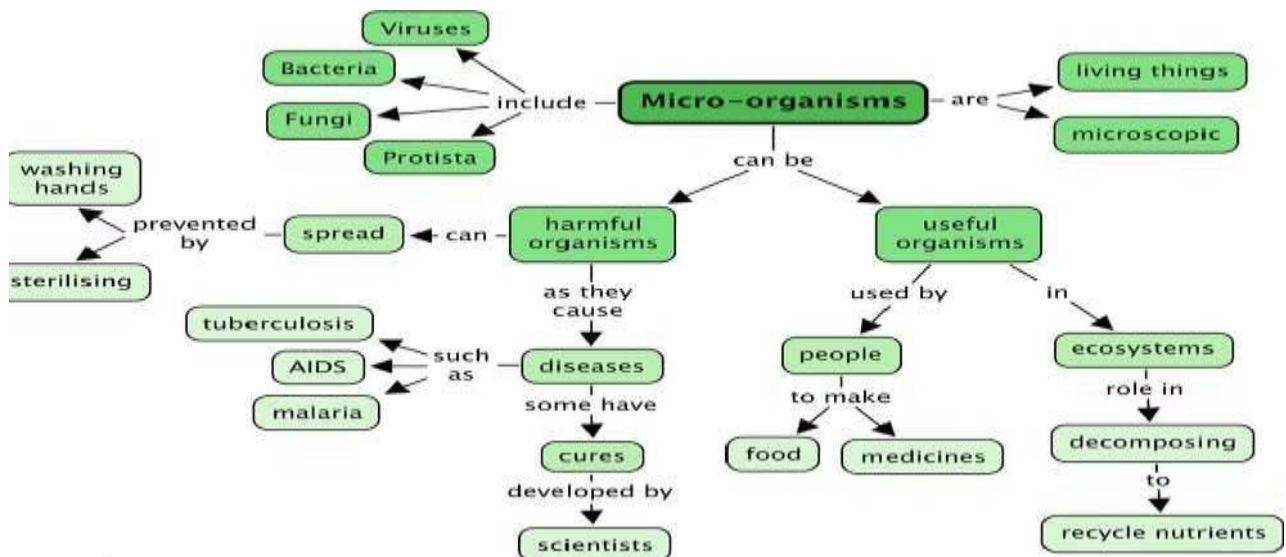 Viruses
Bacteria
include
Fungi
Protista
Micro-organisms
are
living things
microscopic
can be
washing
hands
prevented
by
sterilising
spread
can
harmful
organisms
useful
organisms
as they
cause
used by
in
tuberculosis
AIDS
malaria
such
as
diseases
people
ecosystems
some have
to make
role in
cures
food
medicines
decomposing
developed by
to
scientists
recycle nutrients